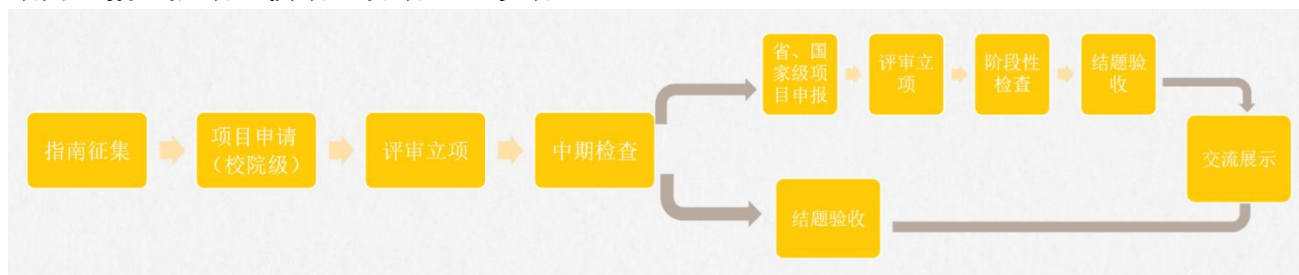 指南征集
项目申请
（校院级）
评审立项
中期检查
省、国
家级项
目申报
评审立
项
阶段性
检查
结题验
收
结题验收
交流展示